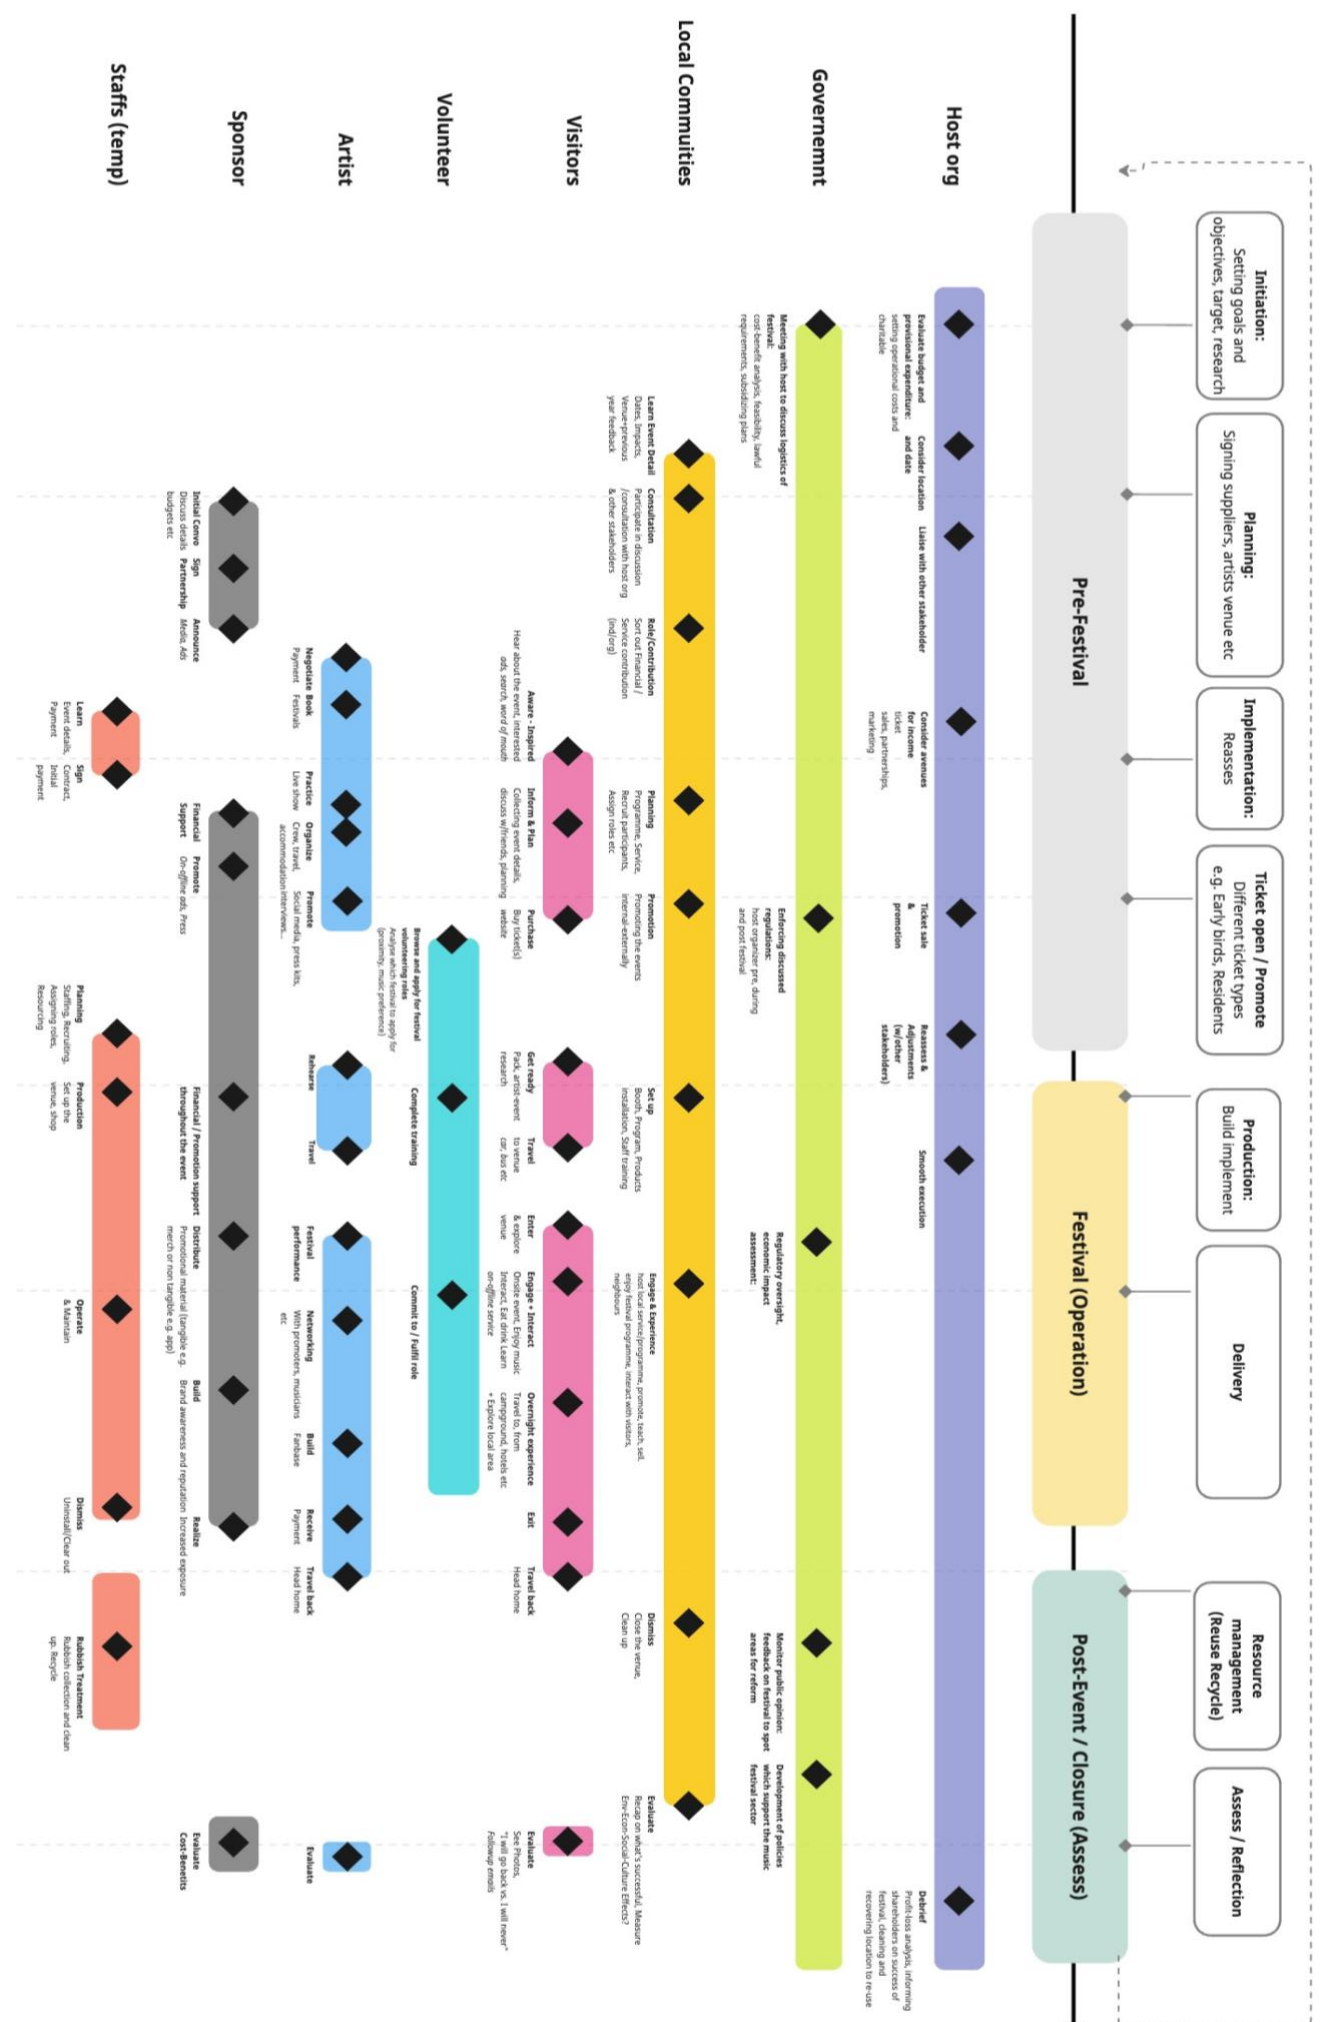 Initiation:
Setting goals and
objectives, target, research
Planning:
Signing suppliers, artists venue etc
Implementation:
Reasses
Ticket open / Promote
Different ticket types
e.g. Early birds, Residents
Production:
Build implement
Delivery
Resource
management
(Reuse Recycle)
Assess / Reflection
Pre-Festival
Festival (Operation)
Post-Event / Closure (Assess)
Host org
Evaluate budget and
provisional expenditure:
setting operational costs and
charitable
Consider location
and date
Liaise with other stakeholder
Consider avenues
for income
ticket
sales, partnerships,
marketing
Ticket sale
&
promotion
Reassess &
Adjustments
(w/other
stakeholders)
Smooth execution
Debrief
Profit-loss analysis, informing
shareholders on success of
festival, cleaning and
recovering location to re-use
Governemnt
Meeting with host to discuss logistics of
festival:
cost-benefit analysis, feasibility, lawful
requirements, subsidizing plans
Enforcing discussed
regulations:
host organizer pre, during
and post festival
Regulatory oversight,
economic impact
assessment:
Monitor public opinion:
feedback on festival to spot
areas for reform
Development of policies
which support the music
festival sector
Local Commuities
Learn Event Detail
Dates, Impacts,
Venue+previous
year feedback
Consultation
Participate in discussion
/consultation with host org
& other stakeholders
Role/Contribution
Sort out Financial /
Service contribution
(ind/org)
Planning
Programme, Service,
Recruit participants,
Assign roles etc
Promotion
Promoting the events
internal-externally
Set up
Booth, Program, Products
installation, Staff training
Engage & Experience
host local service/programme, promote, teach, sell.
enjoy festival programme, interact with visitors,
neighbours
Dismiss
Close the venue,
Clean up
Evaluate
Recap on what's successful, Measure
Env-Econ-Social-Culture Effects?
Visitors
Aware - Inspired
Hear about the event, interested
ads, search, word of mouth
Inform & Plan
Collecting event details,
discuss w/friends, planning
Purchase
Buy ticket(s)
website
Get ready
Pack, artist-event
research
Travel
to venue
car, bus etc
Enter
& explore
venue
Engage + Interact
Onsite event, Enjoy music
Interact, Eat drink Learn
on-offline service
Overnight experience
Travel to, from
campground, hotels etc
+ Explore local area
Exit
Travel back
Head home
Evaluate
See Photos,
"I will go back vs. I will never"
Followup emails
Volunteer
Browse and apply for festival
volunteering roles
Analyse which festival to apply for
(proximity, music preference)
Complete training
Commit to / Fulfil role
Artist
Negotiate
Payment
Book
Festivals
Practice
Live show
Organize
Crew, travel,
accommodation
Promote
Social media, press kits,
interviews...
Rehearse
Travel
Festival
performance
Networking
With promoters, musicians
etc
Build
Fanbase
Receive
Payment
Travel back
Head home
Evaluate
Sponsor
Initial Convo
Discuss details
budgets etc
Sign
Partnership
Announce
Media, Ads
Financial
Support
Promote
On-offline ads, Press
Financial / Promotion support
throughout the event
Distribute
Promotional material (tangible e.g.
merch or non tangible e.g. app)
Build
Brand awareness and reputation
Realize
Increased exposure
Evaluate
Cost-Benefits
Staffs (temp)
Learn
Event details,
Payment
Sign
Contract,
Initial
payment
Planning
Staffing, Recruiting,
Assigning roles,
Resourcing
Production
Set up the
venue, shop
Operate
& Maintain
Dismiss
Uninstall/Clear out
Rubbish Treatment
Rubbish collection and clean
up, Recycle